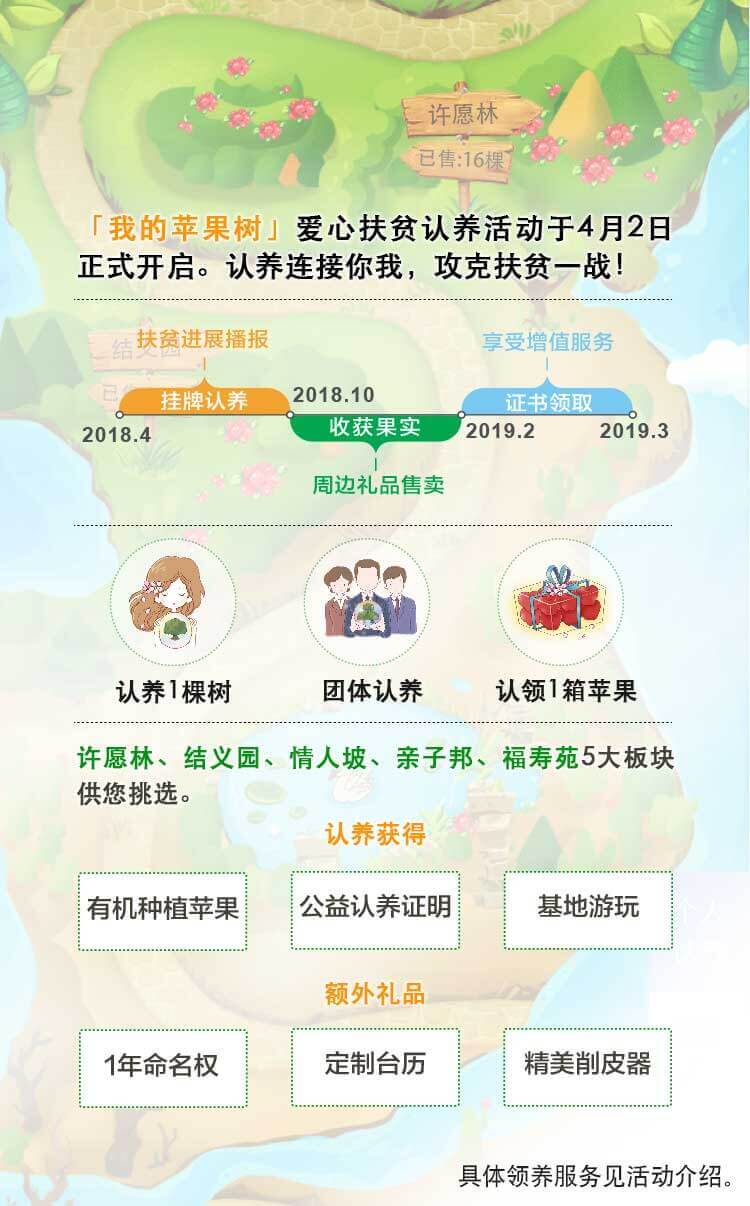 许愿林
已售:16棵
「我的苹果树」爱心扶贫认养活动于4月2日
正式开启。认养连接你我，攻克扶贫一战！
结义园
扶贫进展播报
享受增值服务
挂牌认养
2018.10
证书领取
2018.4
收获果实
2019.2
2019.3
周边礼品售卖
认养1棵树
团体认养
认领1箱苹果
许愿林、结义园、情人坡、亲子邦、福寿苑5大板块
供您挑选。
认养获得
有机种植苹果
公益认养证明
基地游玩
额外礼品
1年命名权
定制台历
精美削皮器
具体领养服务见活动介绍。